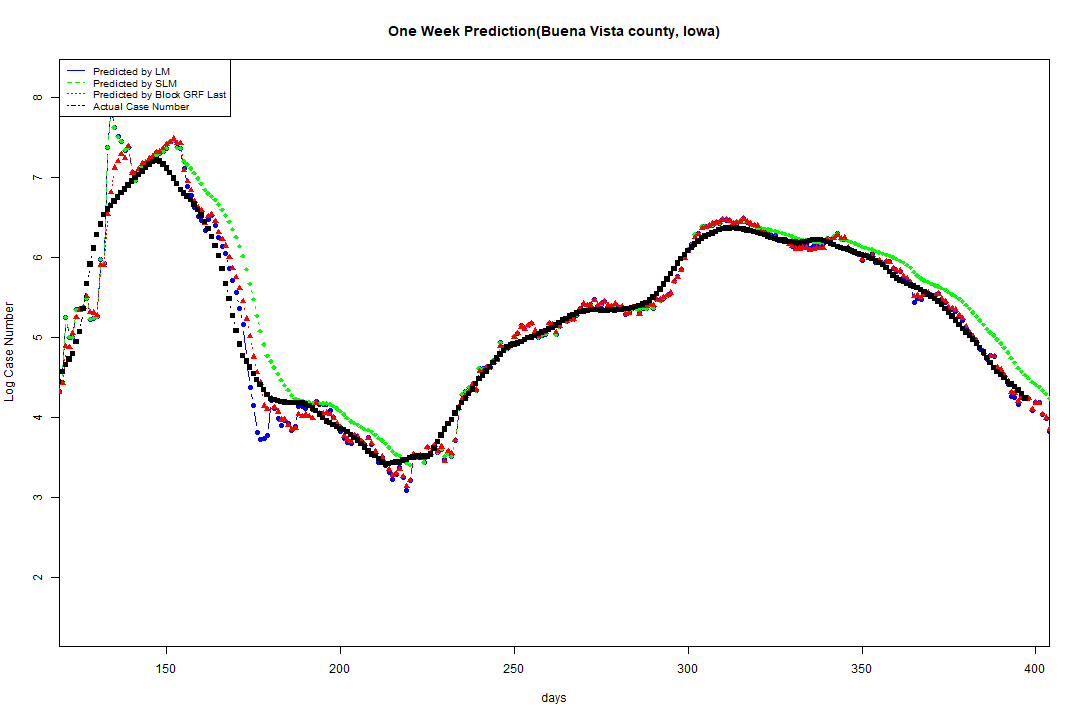 One Week Prediction(Buena Vista county, Iowa)
Predicted by LM
Predicted by SLM
Predicted by Block GRF Last
Actual Case Number
8
7
6
5
4
3
2
Log Case Number
150 200 250 300 350 400
days